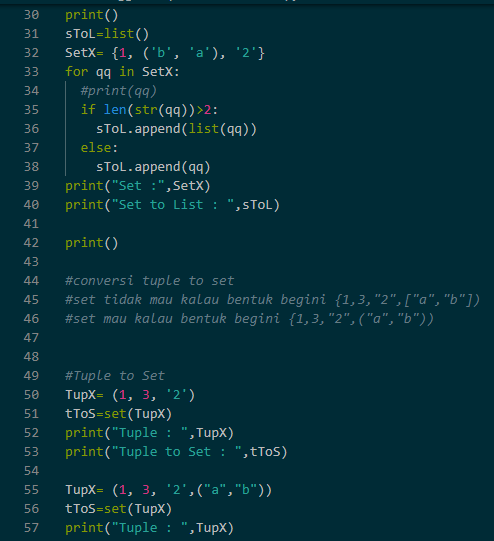 30 print()
31 sToL=list()
32 SetX= {1, ('b', 'a'), '2'}
33 for qq in SetX:
34   #print(qq)
35   if len(str(qq))>2:
36     sToL.append(list(qq))
37   else:
38     sToL.append(qq)
39 print("Set :",SetX)
40 print("Set to List : ",sToL)
41
42 print()
43
44 #conversi tuple to set
45 #set tidak mau kalau bentuk begini {1,3,"2",["a","b"])
46 #set mau kalau bentuk begini {1,3,"2",("a","b"))
47
48
49 #Tuple to Set
50 TupX= (1, 3, '2')
51 tToS=set(TupX)
52 print("Tuple : ",TupX)
53 print("Tuple to Set : ",tToS)
54
55 TupX= (1, 3, '2',("a","b"))
56 tToS=set(TupX)
57 print("Tuple : ",TupX)